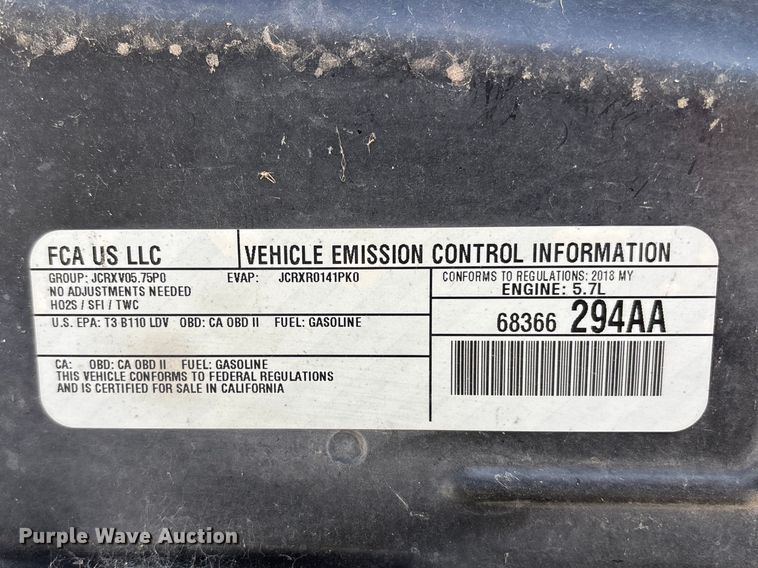 FCA US LLC
VEHICLE EMISSION CONTROL INFORMATION
GROUP: JCRXV05.75P0 EVAP: JCRXR0141PK0
NO ADJUSTMENTS NEEDED
HO2S / SFI / TWC
CONFORMS TO REGULATIONS: 2018 MY
ENGINE: 5.7L
U.S. EPA: T3 B110 LDV OBD: CA OBD II FUEL: GASOLINE
68366 294AA
CA: OBD: CA OBD II FUEL: GASOLINE
THIS VEHICLE CONFORMS TO FEDERAL REGULATIONS
AND IS CERTIFIED FOR SALE IN CALIFORNIA
Purple Wave Auction